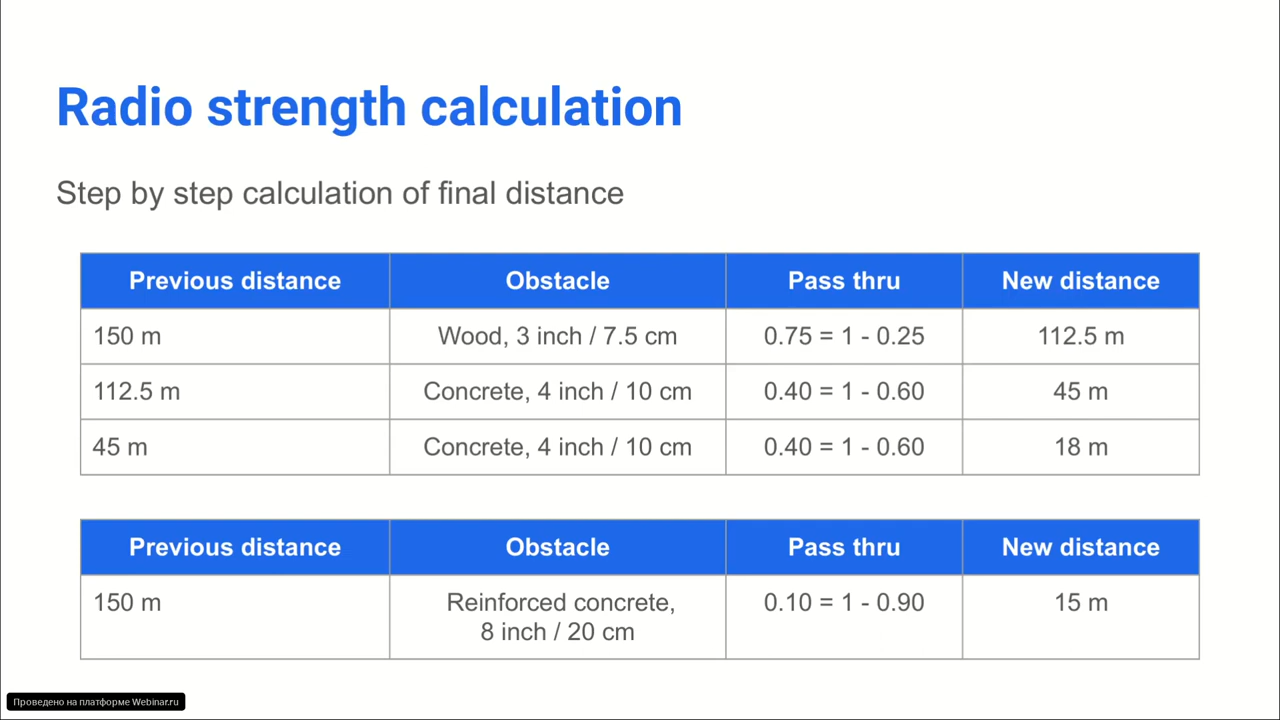 Radio strength calculation
Step by step calculation of final distance
Previous distance Obstacle Pass thru New distance
150 m Wood, 3 inch / 7.5 cm 0.75 = 1 - 0.25 112.5 m
112.5 m Concrete, 4 inch / 10 cm 0.40 = 1 - 0.60 45 m
45 m Concrete, 4 inch / 10 cm 0.40 = 1 - 0.60 18 m
Previous distance Obstacle Pass thru New distance
150 m Reinforced concrete, 0.10 = 1 - 0.90 15 m
8 inch / 20 cm
Проведено на платформе Webinar.ru